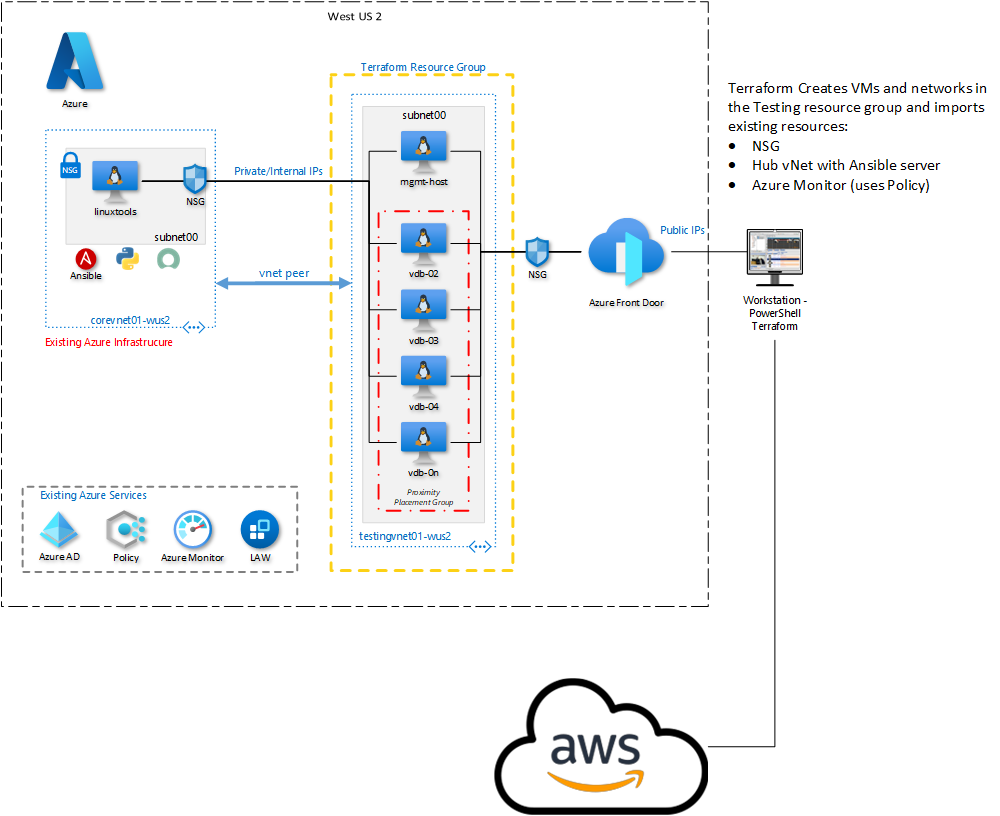 West US 2
Azure
Terraform Resource Group
Terraform Creates VMs and networks in
the Testing resource group and imports
existing resources:
● NSG
● Hub vNet with Ansible server
● Azure Monitor (uses Policy)
subnet00
mgmt-host
NSG
linuxtools
NSG
Private/Internal IPs
subnet00
Ansible
vnet peer
corevnet01-wus2
Existing Azure Infrastrucure
vdb-02
vdb-03
vdb-04
vdb-0n
Proximity
Placement Group
testingvnet01-wus2
NSG
Azure Front Door
Public IPs
Workstation -
PowerShell
Terraform
Existing Azure Services
Azure AD
Policy
Azure Monitor
LAW
aws